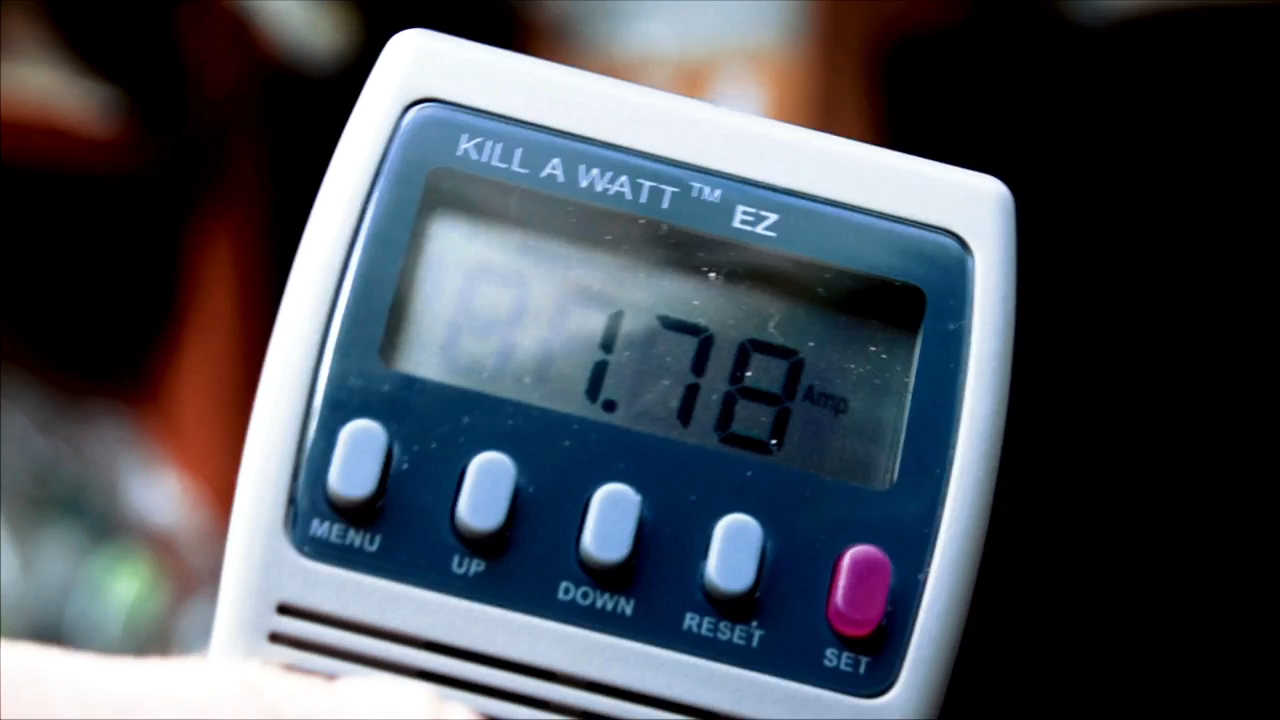 KILL A WATT ™ EZ
1.78 Amp
MENU
UP
DOWN
RESET
SET